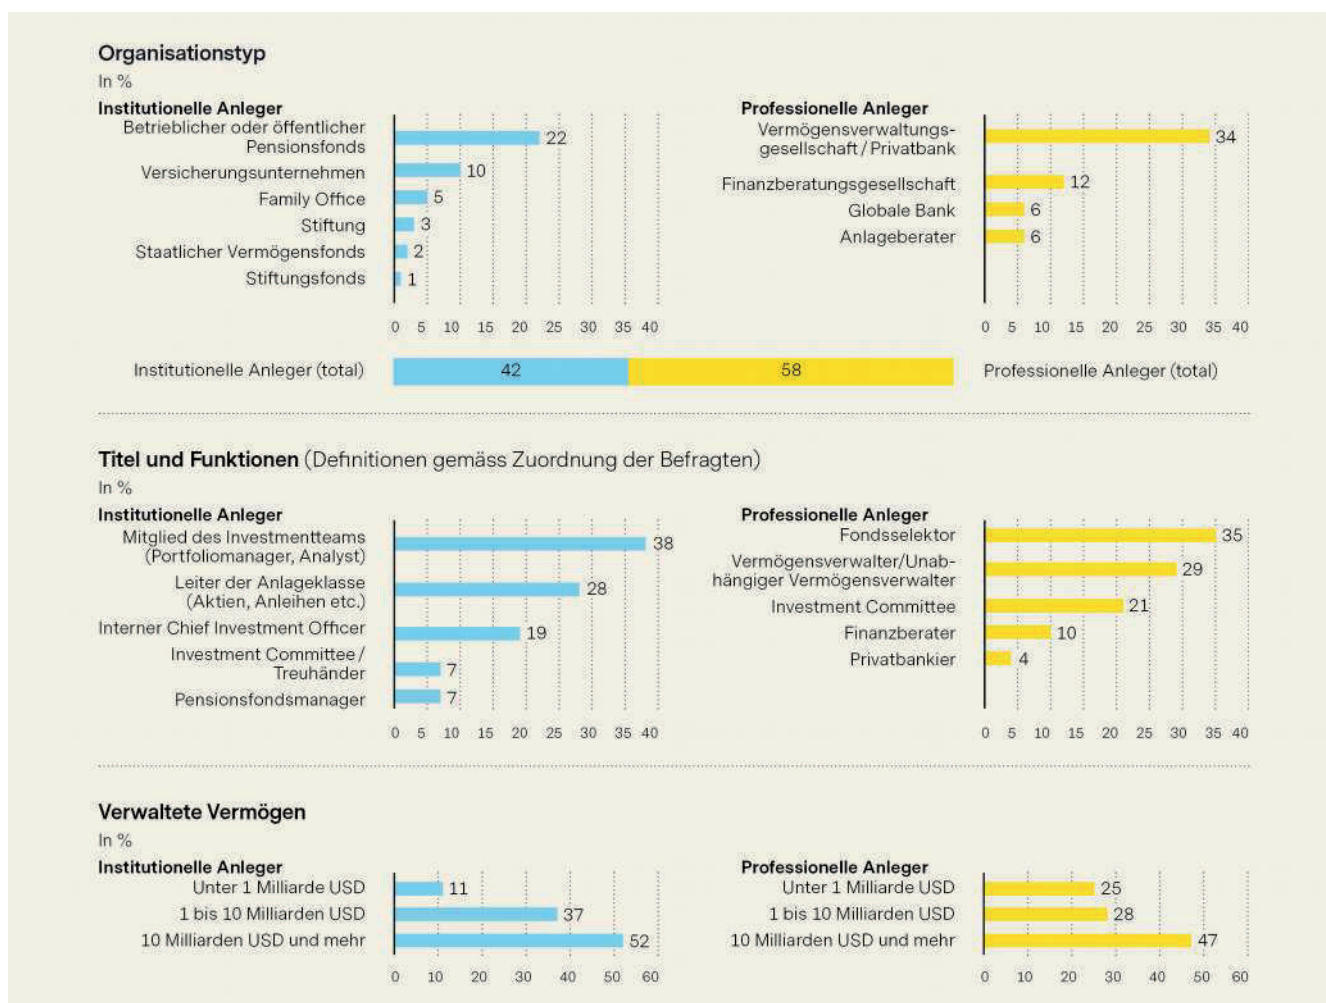 Organisationstyp
In %
Institutionelle Anleger
Betrieblicher oder öffentlicher
Pensionsfonds
22
Versicherungsunternehmen
10
Family Office
5
Stiftung
3
Staatlicher Vermögensfonds
2
Stiftungsfonds
1
0 5 10 15 20 25 30 35 40
Professionelle Anleger
Vermögensverwaltungs-
gesellschaft / Privatbank
34
Finanzberatungsgesellschaft
12
Globale Bank
6
Anlageberater
6
0 5 10 15 20 25 30 35 40
Institutionelle Anleger (total)
42
58
Professionelle Anleger (total)
Titel und Funktionen (Definitionen gemäss Zuordnung der Befragten)
In %
Institutionelle Anleger
Mitglied des Investmentteams
(Portfoliomanager, Analyst)
38
Leiter der Anlageklasse
(Aktien, Anleihen etc.)
28
Interner Chief Investment Officer
19
Investment Committee /
Treuhänder
7
Pensionsfondsmanager
7
0 5 10 15 20 25 30 35 40
Professionelle Anleger
Fondsselektor
35
Vermögensverwalter/Unab-
hängiger Vermögensverwalter
29
Investment Committee
21
Finanzberater
10
Privatbankier
4
0 5 10 15 20 25 30 35 40
Verwaltete Vermögen
In %
Institutionelle Anleger
Unter 1 Milliarde USD
11
1 bis 10 Milliarden USD
37
10 Milliarden USD und mehr
52
0 10 20 30 40 50 60
Professionelle Anleger
Unter 1 Milliarde USD
25
1 bis 10 Milliarden USD
28
10 Milliarden USD und mehr
47
0 10 20 30 40 50 60